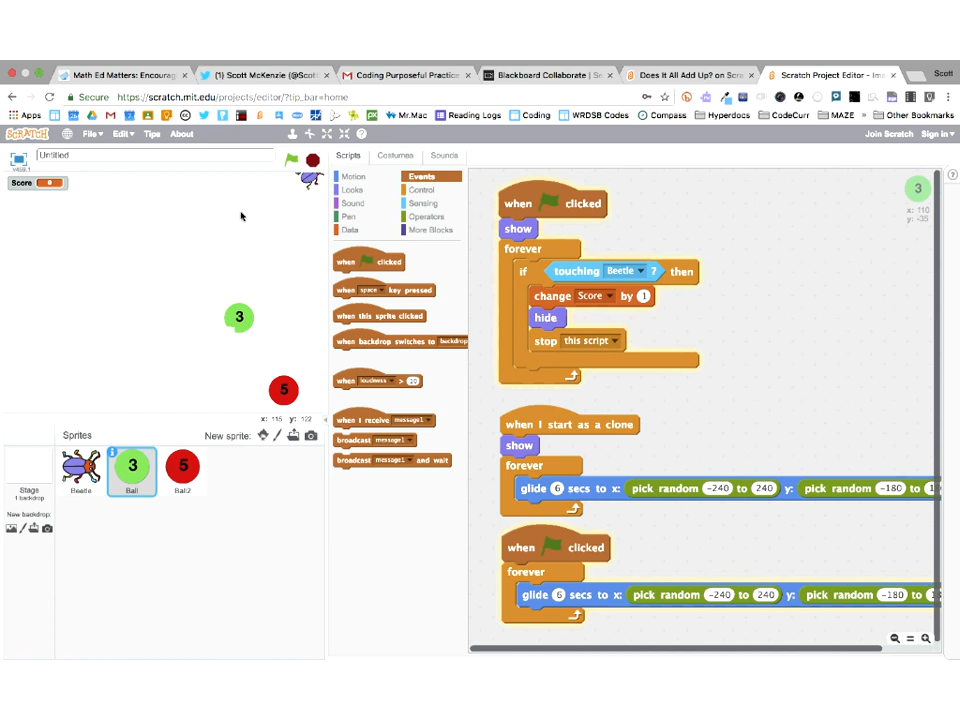 Math Ed Matters: Encourag
(1) Scott McKenzie (@Scott
Coding Purposeful Practice
Blackboard Collaborate | Se
Does It All Add Up? on Scra
Scratch Project Editor - Ima
Scott
Secure https://scratch.mit.edu/projects/editor/?tip_bar=home
Apps
Mr.Mac
Reading Logs
Coding
WRDSB Codes
Compass
Hyperdocs
CodeCurr
MAZE
»
Other Bookmarks
SCRATCH
File
Edit
Tips
About
Join Scratch
Sign in
Untitled
Score
3
5
x: 115 y: 122
Sprites
New sprite:
Stage
1 backdrop
New backdrop:
Beetle
3
Ball
5
Ball2
Scripts
Costumes
Sounds
Motion
Events
Looks
Control
Sound
Sensing
Pen
Operators
Data
More Blocks
when clicked
when space key pressed
when this sprite clicked
when backdrop switches to backdrop
when loudness > 10
when I receive message1
broadcast message1
broadcast message1 and wait
3
x: 110
y: -35
when clicked
show
forever
if touching Beetle ? then
change Score by 1
hide
stop this script
when I start as a clone
show
forever
glide 6 secs to x: pick random -240 to 240 y: pick random -180 to
when clicked
forever
glide 6 secs to x: pick random -240 to 240 y: pick random -180 to